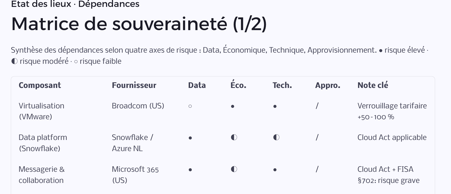 État des lieux · Dépendances
Matrice de souveraineté (1/2)
Synthèse des dépendances selon quatre axes de risque : Data, Économique, Technique, Approvisionnement. ● risque élevé ·
◐ risque modéré · ○ risque faible
Composant Fournisseur Data Éco. Tech. Appro. Note clé
Virtualisation Broadcom (US) ○ ● ● / Verrouillage tarifaire
(VMware) +50-100 %
Data platform Snowflake / ● ◐ ◐ / Cloud Act applicable
(Snowflake) Azure NL
Messagerie & Microsoft 365 ● ◐ ● / Cloud Act + FISA
collaboration (US) §702: risque grave